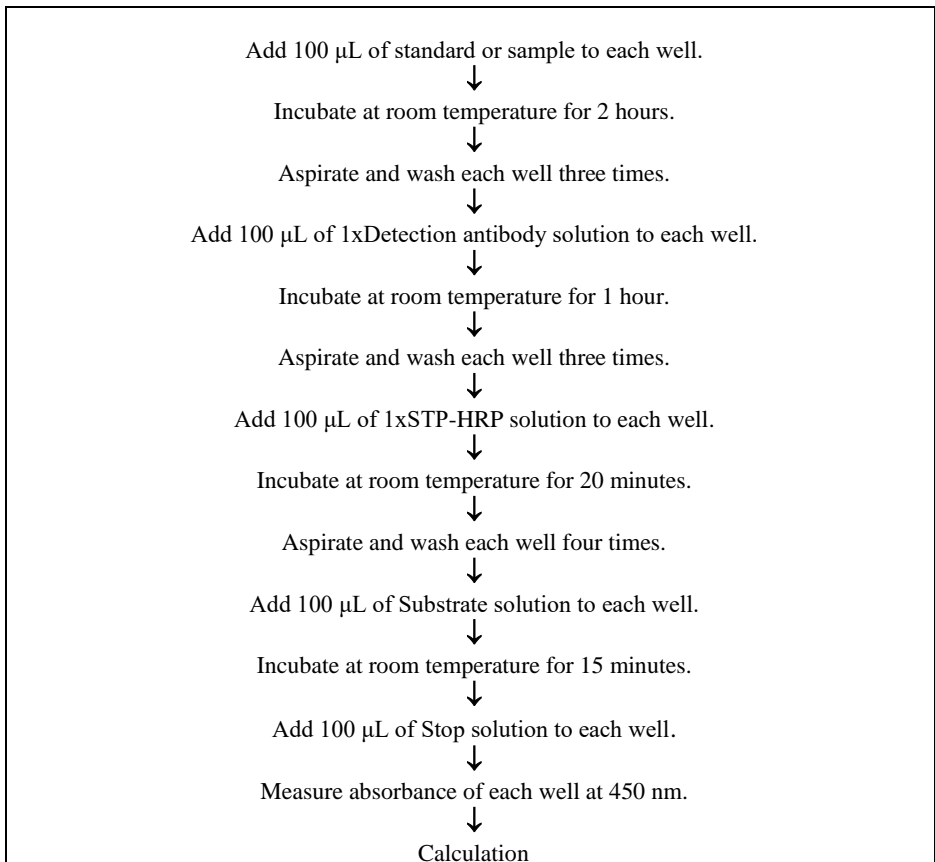 Add 100 μL of standard or sample to each well.
↓
Incubate at room temperature for 2 hours.
↓
Aspirate and wash each well three times.
↓
Add 100 μL of 1xDetection antibody solution to each well.
↓
Incubate at room temperature for 1 hour.
↓
Aspirate and wash each well three times.
↓
Add 100 μL of 1xSTP-HRP solution to each well.
↓
Incubate at room temperature for 20 minutes.
↓
Aspirate and wash each well four times.
↓
Add 100 μL of Substrate solution to each well.
↓
Incubate at room temperature for 15 minutes.
↓
Add 100 μL of Stop solution to each well.
↓
Measure absorbance of each well at 450 nm.
↓
Calculation